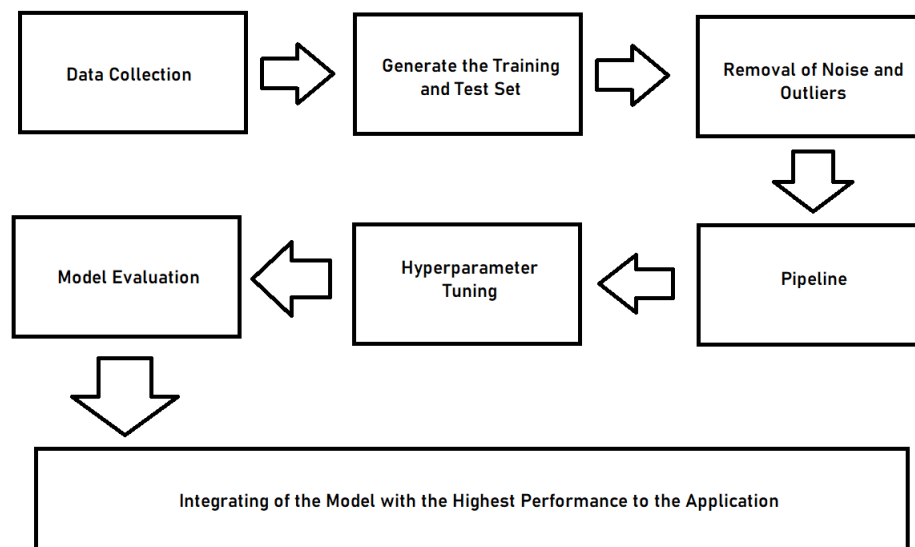 Data Collection
Generate the Training
and Test Set
Removal of Noise and
Outliers
Pipeline
Hyperparameter
Tuning
Model Evaluation
Integrating of the Model with the Highest Performance to the Application